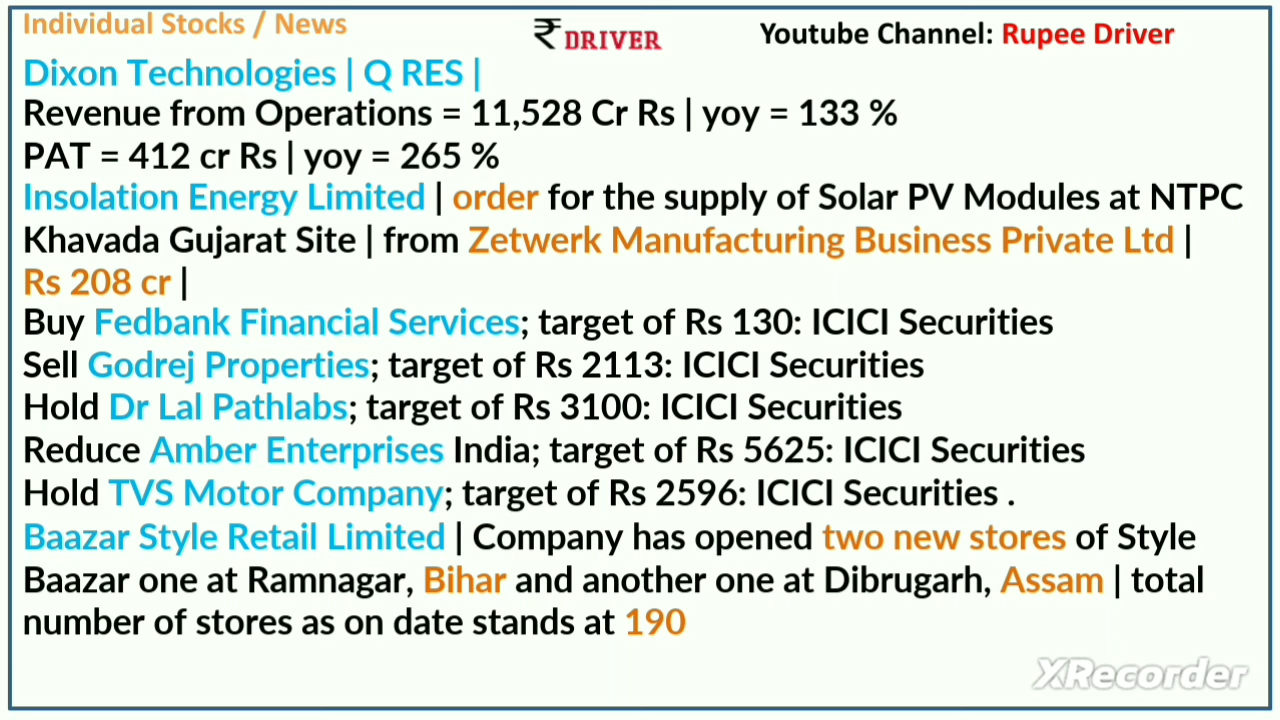 Individual Stocks / News
₹ DRIVER
Youtube Channel: Rupee Driver
Dixon Technologies | Q RES |
Revenue from Operations = 11,528 Cr Rs | yoy = 133 %
PAT = 412 cr Rs | yoy = 265 %
Insolation Energy Limited | order for the supply of Solar PV Modules at NTPC
Khavada Gujarat Site | from Zetwerk Manufacturing Business Private Ltd |
Rs 208 cr |
Buy Fedbank Financial Services; target of Rs 130: ICICI Securities
Sell Godrej Properties; target of Rs 2113: ICICI Securities
Hold Dr Lal Pathlabs; target of Rs 3100: ICICI Securities
Reduce Amber Enterprises India; target of Rs 5625: ICICI Securities
Hold TVS Motor Company; target of Rs 2596: ICICI Securities .
Baazar Style Retail Limited | Company has opened two new stores of Style
Baazar one at Ramnagar, Bihar and another one at Dibrugarh, Assam | total
number of stores as on date stands at 190
XRecorder